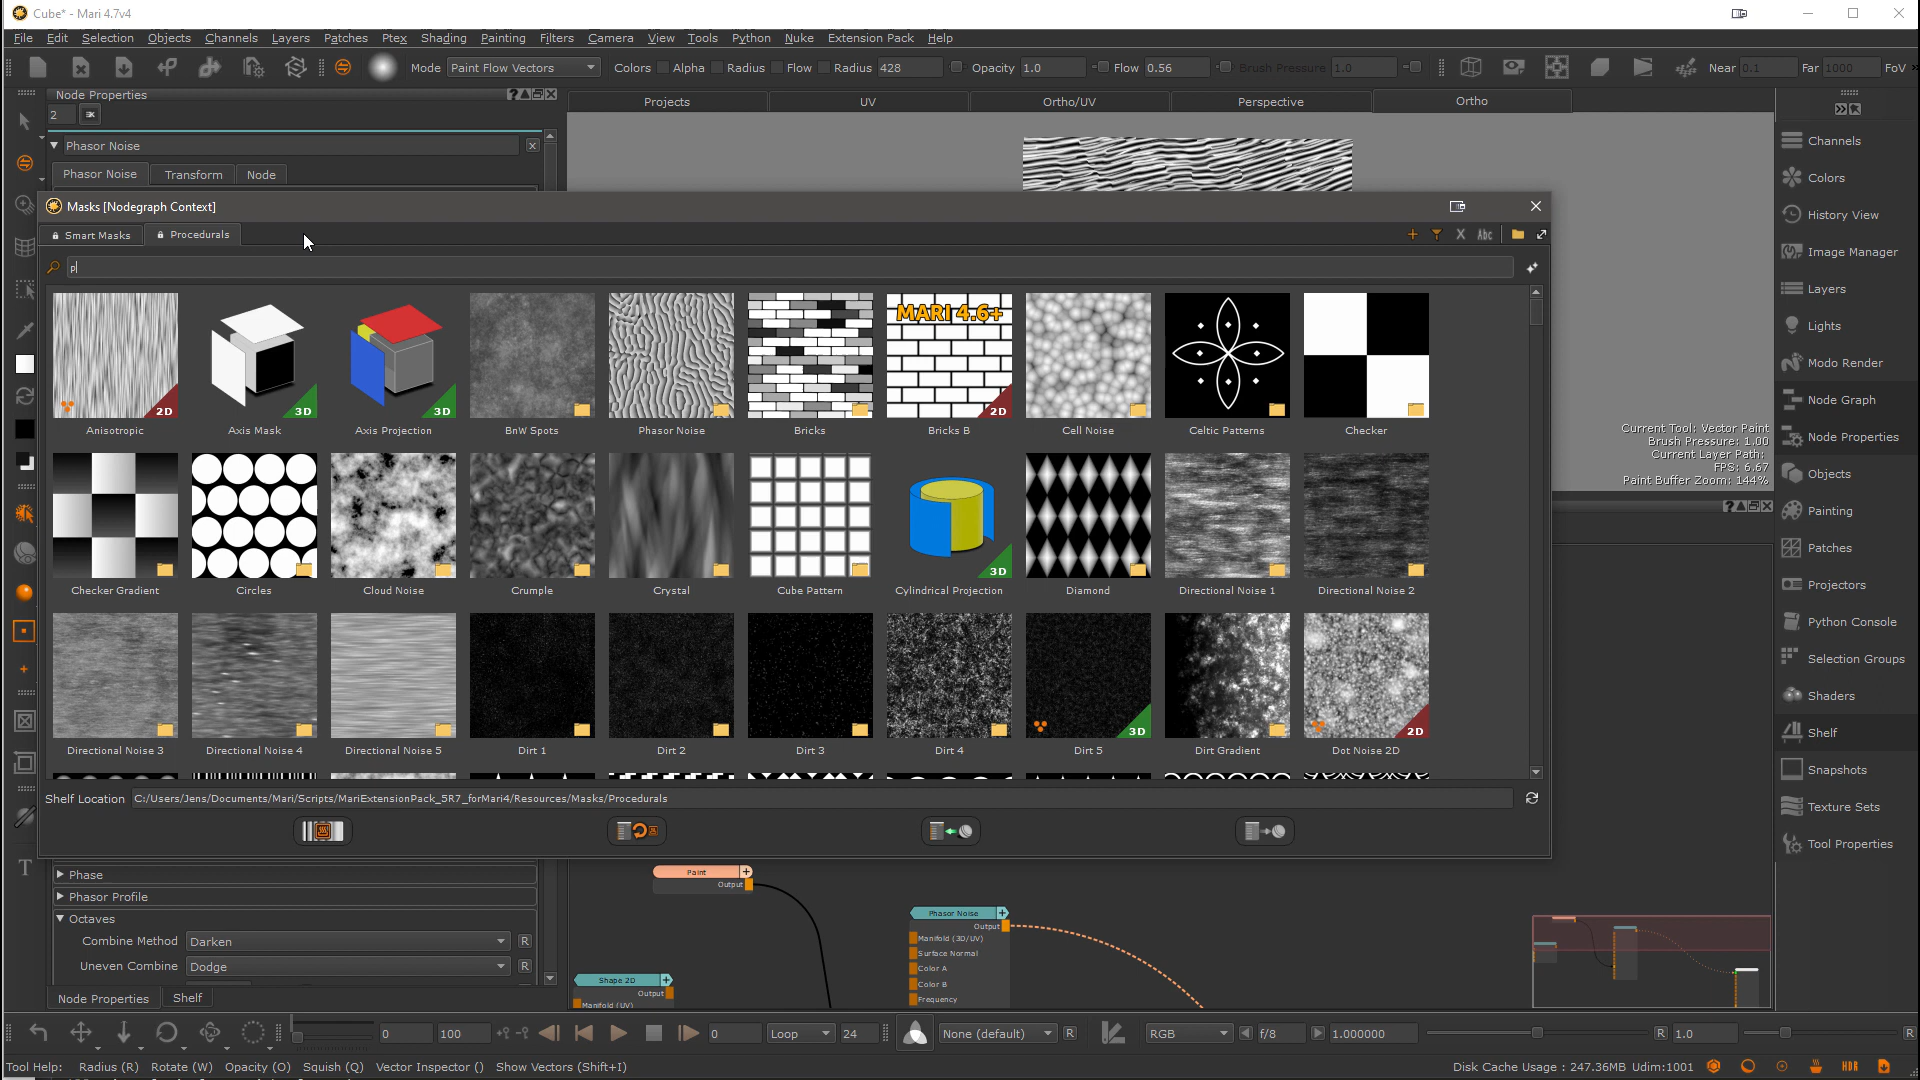 Cube* - Mari 4.7v4
File Edit Selection Objects Channels Layers Patches Ptex Shading Painting Filters Camera View Tools Python Nuke Extension Pack Help
Mode Paint Flow Vectors Colors Alpha Radius Flow Radius 428 Opacity 1.0 Flow 0.56 Brush Pressure 1.0 Near 0.1 Far 1000 FoV
Node Properties
Projects UV Ortho/UV Perspective Ortho
2
Phasor Noise
Phasor Noise Transform Node
Masks [Nodegraph Context]
Smart Masks Procedurals
Abc
p
MARI 4.6+
2D 3D 3D 2D
Anisotropic Axis Mask Axis Projection BnW Spots Phasor Noise Bricks Bricks B Cell Noise Celtic Patterns Checker
3D
Checker Gradient Circles Cloud Noise Crumple Crystal Cube Pattern Cylindrical Projection Diamond Directional Noise 1 Directional Noise 2
3D 2D
Directional Noise 3 Directional Noise 4 Directional Noise 5 Dirt 1 Dirt 2 Dirt 3 Dirt 4 Dirt 5 Dirt Gradient Dot Noise 2D
Shelf Location C:/Users/Jens/Documents/Mari/Scripts/MariExtensionPack_5R7_forMari4/Resources/Masks/Procedurals
Current Tool: Vector Paint
Brush Pressure: 1.00
Current Layer Path:
FPS: 6.67
Paint Buffer Zoom: 144%
Channels
Colors
History View
Image Manager
Layers
Lights
Modo Render
Node Graph
Node Properties
Objects
Painting
Patches
Projectors
Python Console
Selection Groups
Shaders
Shelf
Snapshots
Texture Sets
Tool Properties
T
Phase
Phasor Profile
Octaves
Combine Method Darken R
Uneven Combine Dodge R
Node Properties Shelf
Paint
Output
Phasor Noise
Output
Manifold (3D/UV)
Surface Normal
Color A
Color B
Frequency
Shape 2D
Output
Manifold (UV)
0 100 0 Loop 24 None (default) R RGB f/8 1.000000 R 1.0 R
Tool Help: Radius (R) Rotate (W) Opacity (O) Squish (Q) Vector Inspector () Show Vectors (Shift+I)
Disk Cache Usage : 247.36MB Udim:1001 HDR